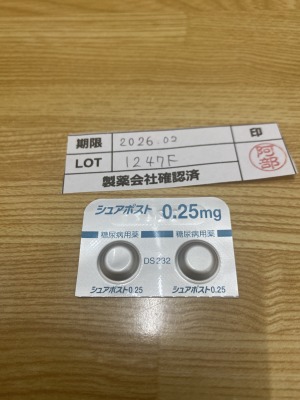 期限 2026.02 印
LOT 1247F 阿部
製薬会社確認済
シュアポスト 0.25mg
糖尿病用薬 糖尿病用薬
DS232
シュアポスト0.25 シュアポスト0.25